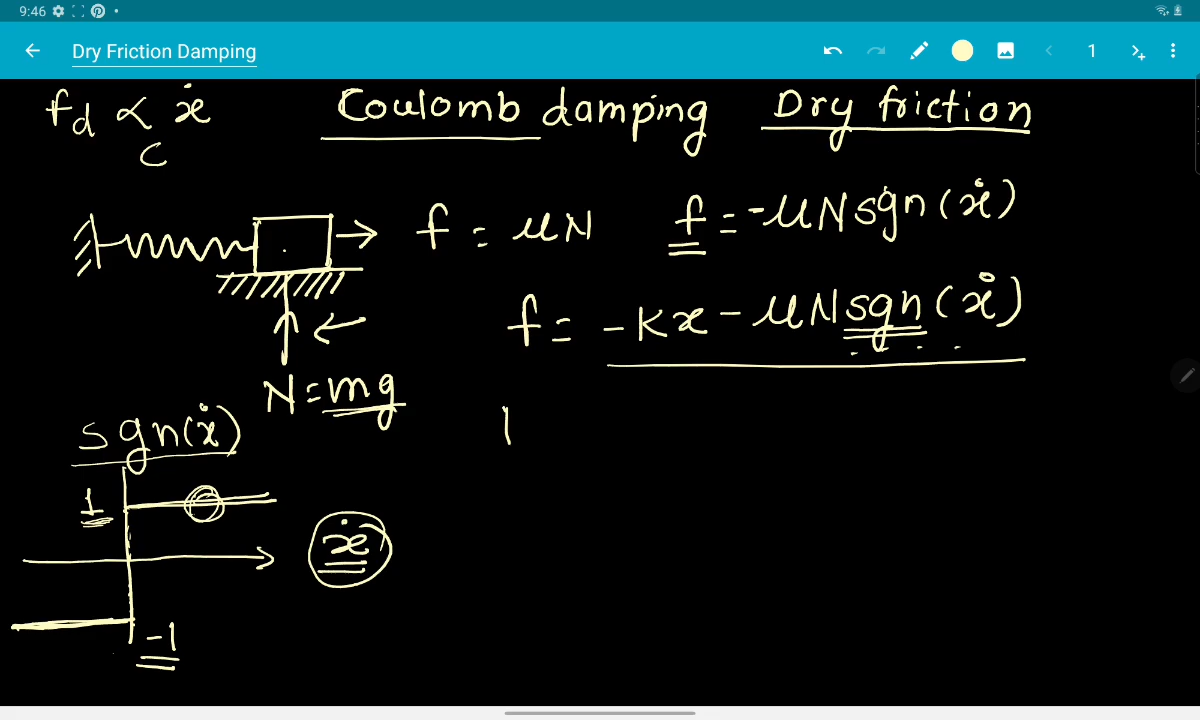 9:46
Dry Friction Damping
1
fd ∝ ẋ
Coulomb damping
Dry friction
C
f = μN
f = -μN sgn(ẋ)
f = -Kx - μN sgn(ẋ)
N = mg
sgn(ẋ)
1
ẋ
-1